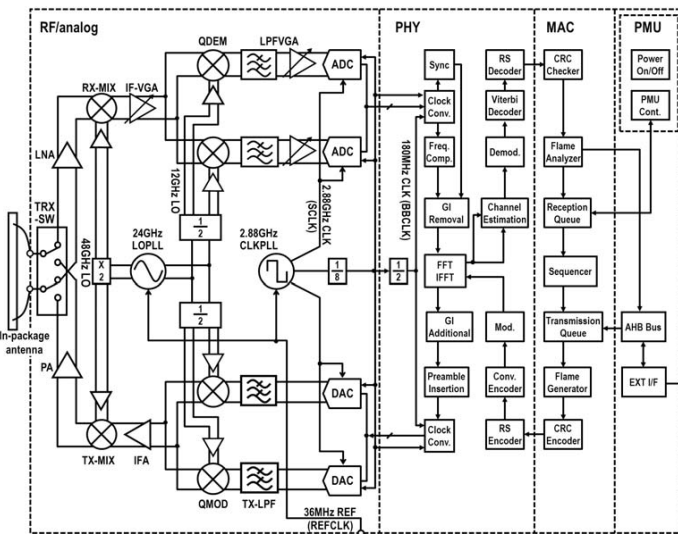 RF/analog
PHY
MAC
PMU
QDEM
LPFVGA
RX-MIX
IF-VGA
ADC
ADC
LNA
TRX
-SW
48GHz LO
X
2
12GHz LO
1
2
24GHz
LOPLL
2.88GHz
CLKPLL
2.88GHz CLK
(SCLK)
1
8
1
2
180MHz CLK (BBCLK)
1
2
In-package
antenna
PA
TX-MIX
IFA
QMOD
TX-LPF
DAC
DAC
36MHz REF
(REFCLK)
Sync
Clock
Conv.
Freq.
Comp.
GI
Removal
FFT
IFFT
GI
Additional
Preamble
Insertion
Clock
Conv.
RS
Decoder
Viterbi
Decoder
Demod.
Channel
Estimation
Mod.
Conv.
Encoder
RS
Encoder
CRC
Checker
Flame
Analyzer
Reception
Queue
Sequencer
Transmission
Queue
Flame
Generator
CRC
Encoder
Power
On/Off
PMU
Cont.
AHB Bus
EXT I/F